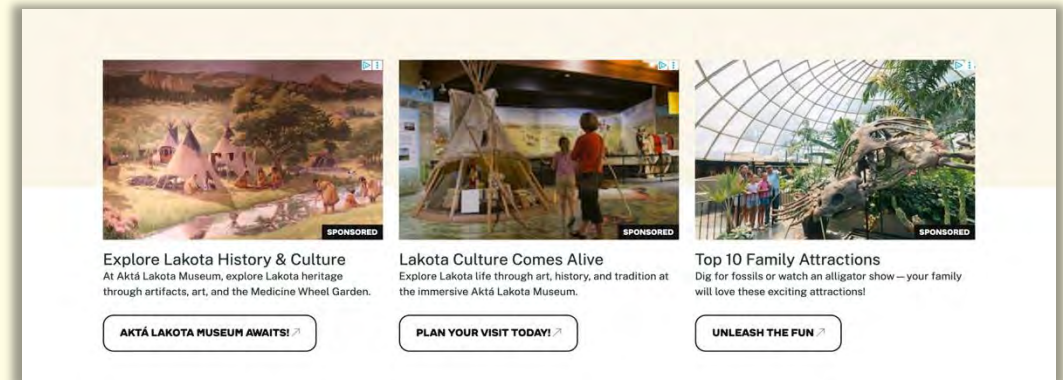 SPONSORED
SPONSORED
SPONSORED
Explore Lakota History & Culture
At Aktá Lakota Museum, explore Lakota heritage
through artifacts, art, and the Medicine Wheel Garden.
AKTÁ LAKOTA MUSEUM AWAITS!
Lakota Culture Comes Alive
Explore Lakota life through art, history, and tradition at
the immersive Aktá Lakota Museum.
PLAN YOUR VISIT TODAY!
Top 10 Family Attractions
Dig for fossils or watch an alligator show—your family
will love these exciting attractions!
UNLEASH THE FUN